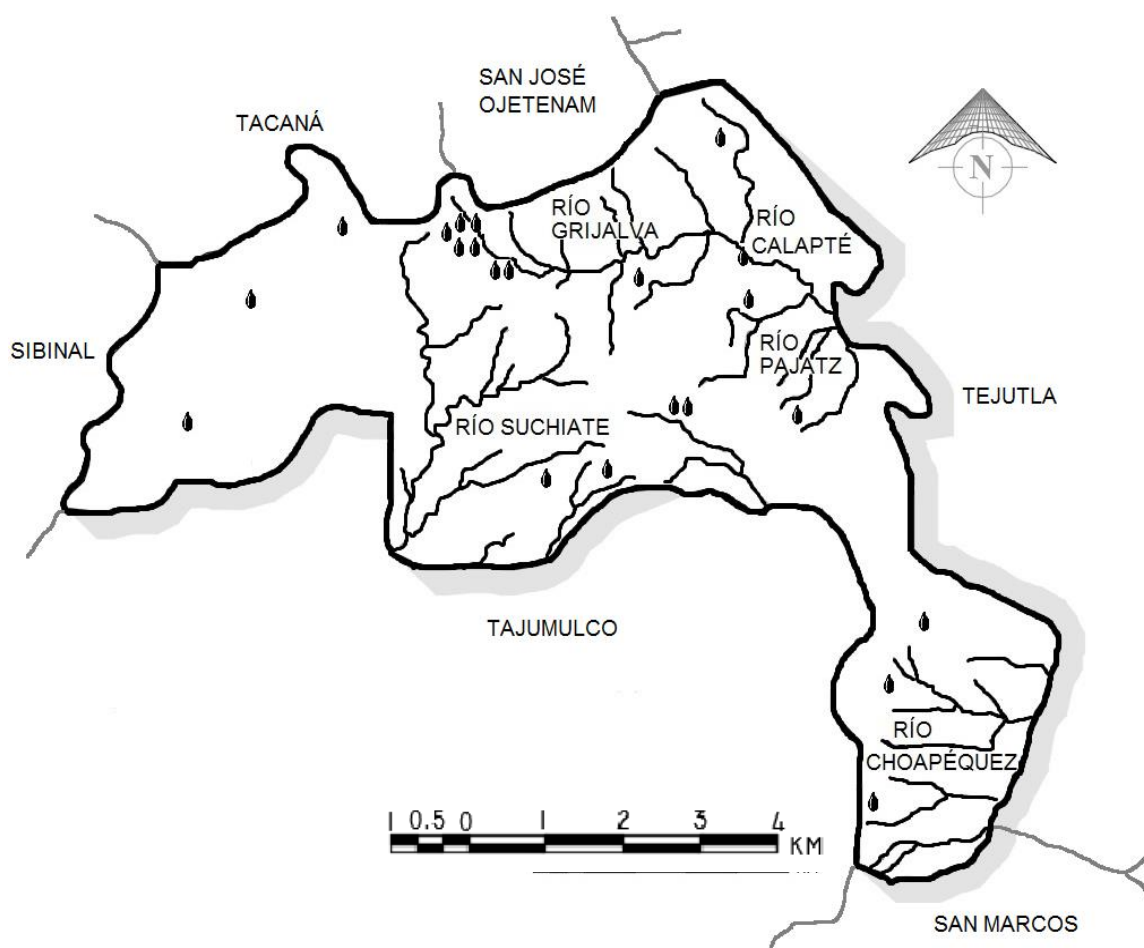 SAN JOSÉ
OJETENAM
TACANÁ
N
RÍO
GRIJALVA
RÍO
CALAPTÉ
SIBINAL
RÍO
PAJATZ
TEJUTLA
RÍO SUCHIATE
TAJUMULCO
RÍO
CHOAPÉQUEZ
1 0.5 0 1 2 3 4
KM
SAN MARCOS